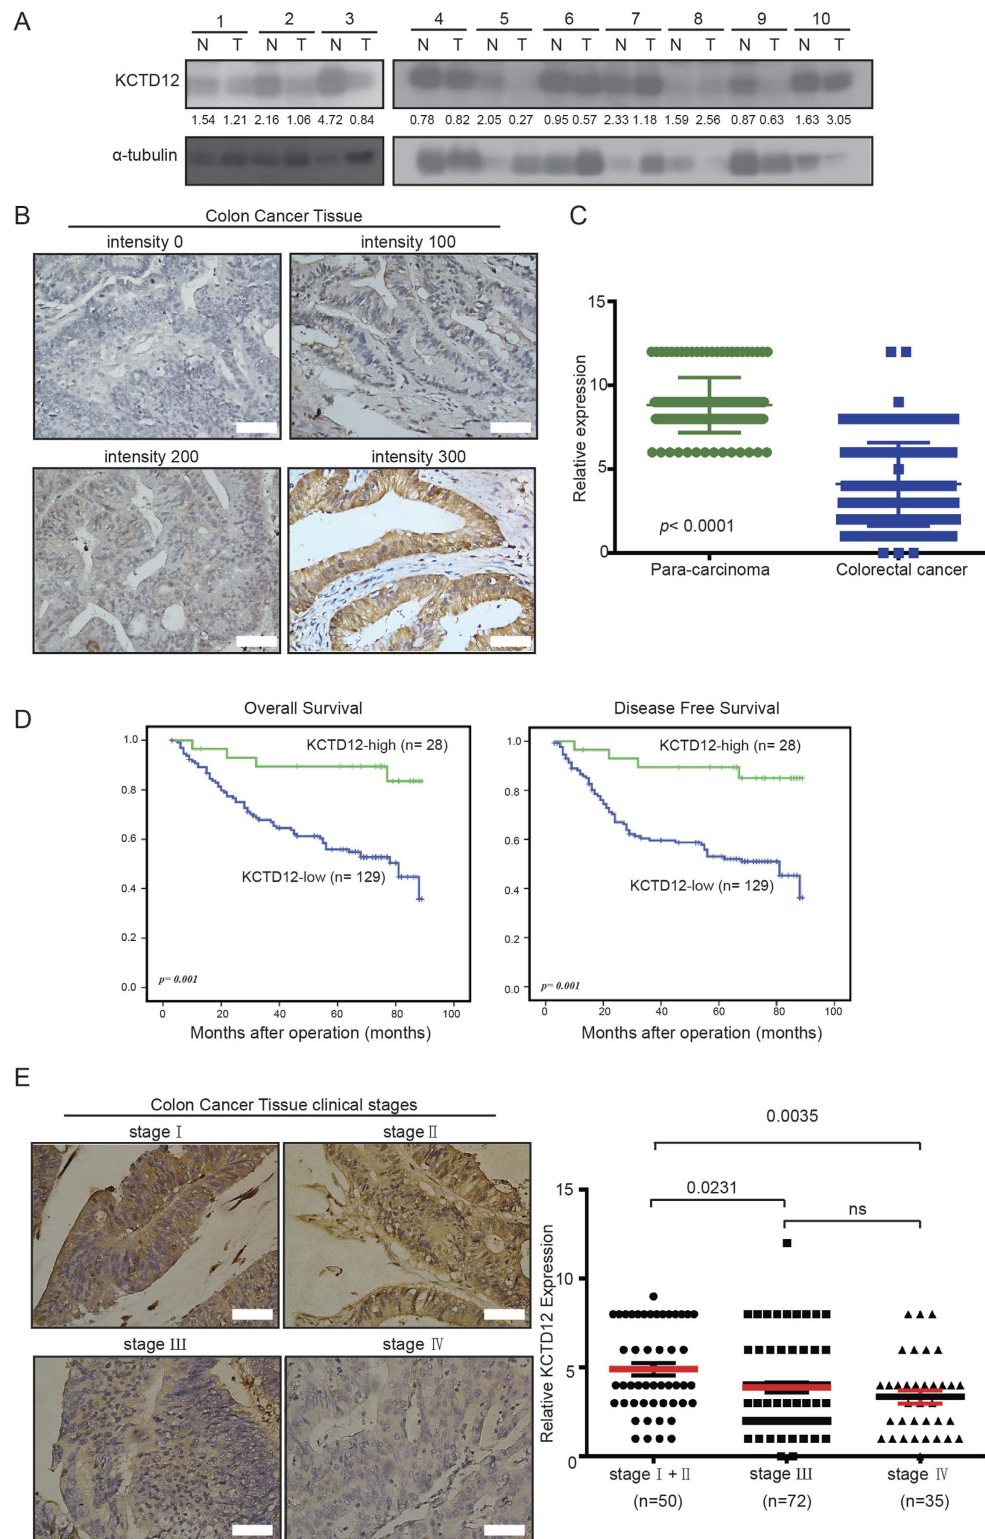 A
1 2 3 4 5 6 7 8 9 10
N T N T N T N T N T N T N T N T N T N T
KCTD12
1.54 1.21 2.16 1.06 4.72 0.84 0.78 0.82 2.05 0.27 0.95 0.57 2.33 1.18 1.59 2.56 0.87 0.63 1.63 3.05
α-tubulin
B
Colon Cancer Tissue
intensity 0
intensity 100
intensity 200
intensity 300
C
Relative expression
15
10
5
0
p< 0.0001
Para-carcinoma
Colorectal cancer
D
Overall Survival
1.0
0.8
0.6
0.4
0.2
0.0
KCTD12-high (n= 28)
KCTD12-low (n= 129)
p= 0.001
0 20 40 60 80 100
Months after operation (months)
Disease Free Survival
1.0
0.8
0.6
0.4
0.2
0.0
KCTD12-high (n= 28)
KCTD12-low (n= 129)
p= 0.001
0 20 40 60 80 100
Months after operation (months)
E
Colon Cancer Tissue clinical stages
stage Ⅰ
stage Ⅱ
stage Ⅲ
stage Ⅳ
Relative KCTD12 Expression
15
10
5
0
0.0035
0.0231
ns
stage Ⅰ + Ⅱ
stage Ⅲ
stage Ⅳ
(n=50)
(n=72)
(n=35)